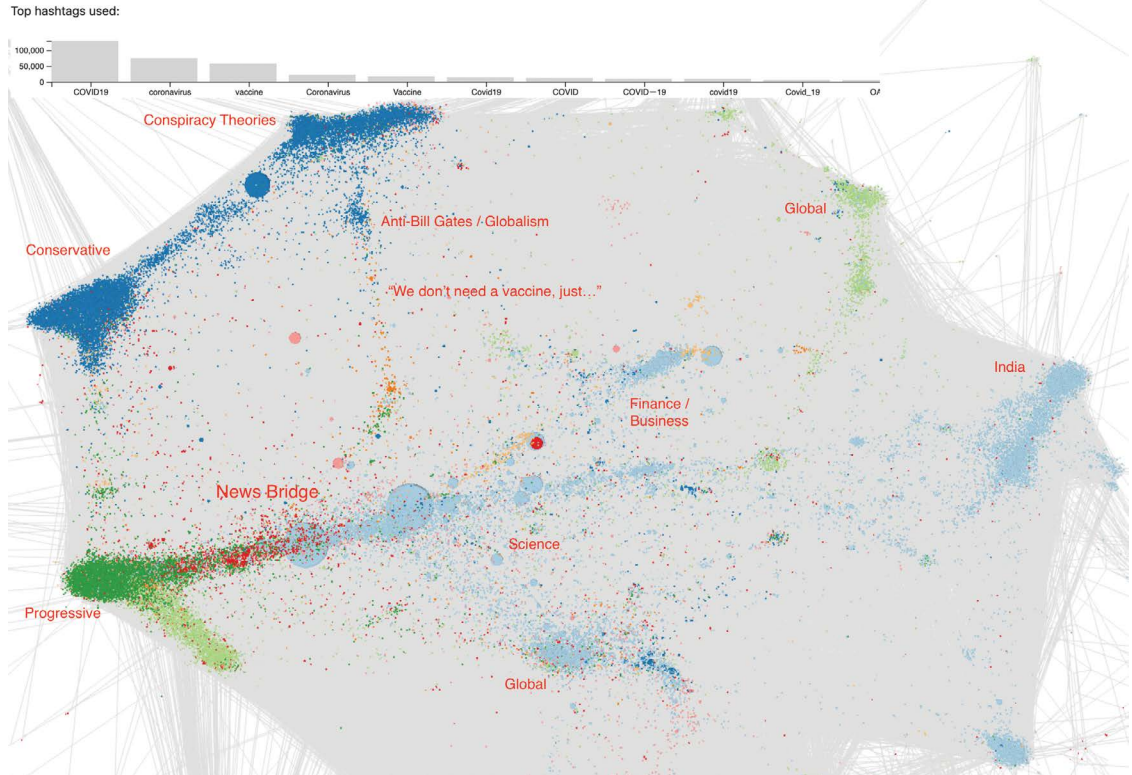 Top hashtags used:
100,000
50,000
0
COVID19 coronavirus vaccine Coronavirus Vaccine Covid19 COVID COVID—19 covid19 Covid_19
Conspiracy Theories
Global
Anti-Bill Gates / Globalism
Conservative
“We don’t need a vaccine, just…”
India
Finance /
Business
News Bridge
Science
Progressive
Global